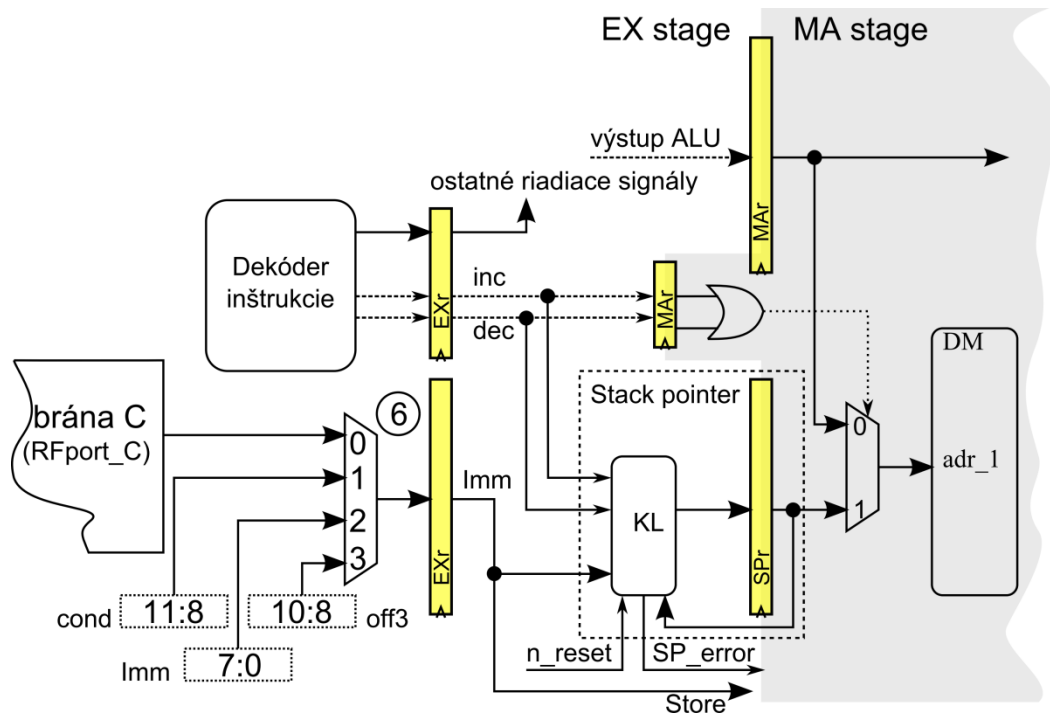 EX stage
MA stage
výstup ALU
MAr
ostatné riadiace signály
Dekóder
inštrukcie
EXr
inc
dec
MAr
DM
adr_1
brána C
(RFport_C)
6
0
1
2
3
EXr
Imm
Stack pointer
KL
SPr
0
1
cond
11:8
10:8
off3
Imm
7:0
n_reset
SP_error
Store